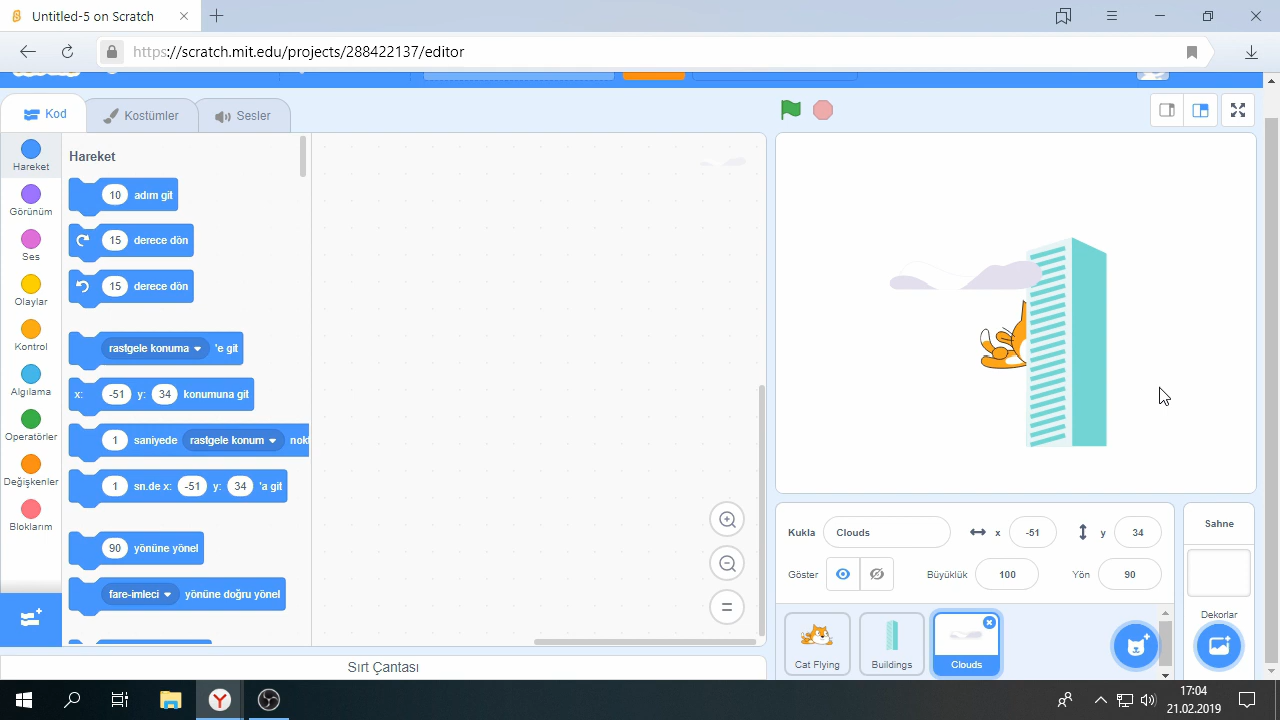 Untitled-5 on Scratch
https://scratch.mit.edu/projects/288422137/editor
Kod
Kostümler
Sesler
Hareket
Görünüm
Ses
Olaylar
Kontrol
Algılama
Operatörler
Değişkenler
Bloklarım
Hareket
10 adım git
15 derece dön
15 derece dön
rastgele konuma 'e git
x: -51 y: 34 konumuna git
1 saniyede rastgele konum nok
1 sn.de x: -51 y: 34 'a git
90 yönüne yönel
fare-imleci yönüne doğru yönel
Sırt Çantası
Kukla Clouds x -51 y 34
Göster Büyüklük 100 Yön 90
Cat Flying
Buildings
Clouds
Sahne
Dekorlar
17:04
21.02.2019